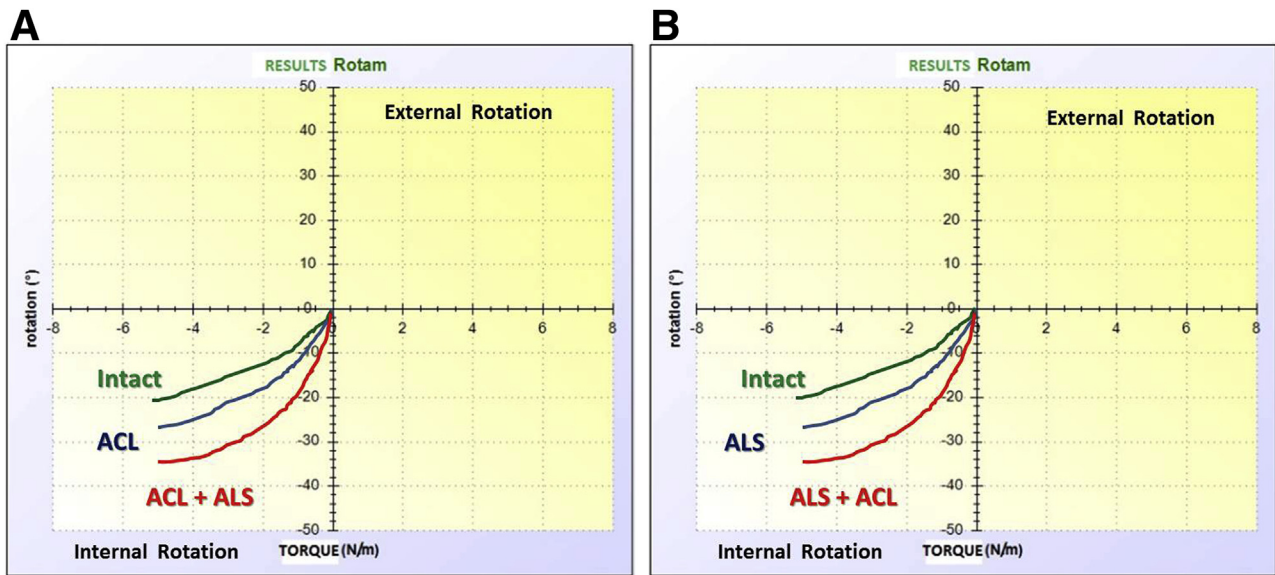 A
RESULTS Rotam
External Rotation
50
40
30
20
10
0
-8 -6 -4 -2 2 4 6 8
-10
-20
-30
-40
-50
rotation (°)
Intact
ACL
ACL + ALS
Internal Rotation
TORQUE (N/m)
B
RESULTS Rotam
External Rotation
50
40
30
20
10
0
-8 -6 -4 -2 0 2 4 6 8
-10
-20
-30
-40
-50
rotation (°)
Intact
ALS
ALS + ACL
Internal Rotation
TORQUE (N/m)